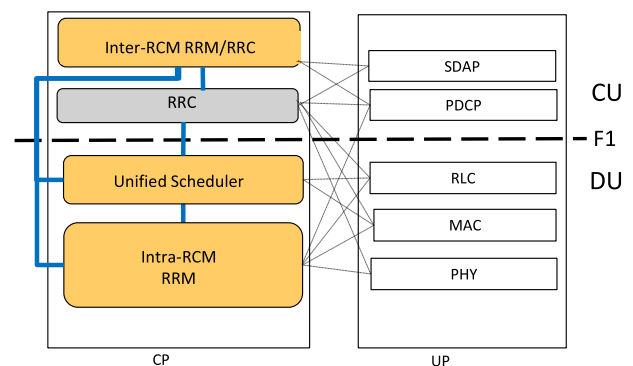 Inter-RCM RRM/RRC
RRC
Unified Scheduler
Intra-RCM
RRM
CP
SDAP
PDCP
RLC
MAC
PHY
UP
CU
F1
DU